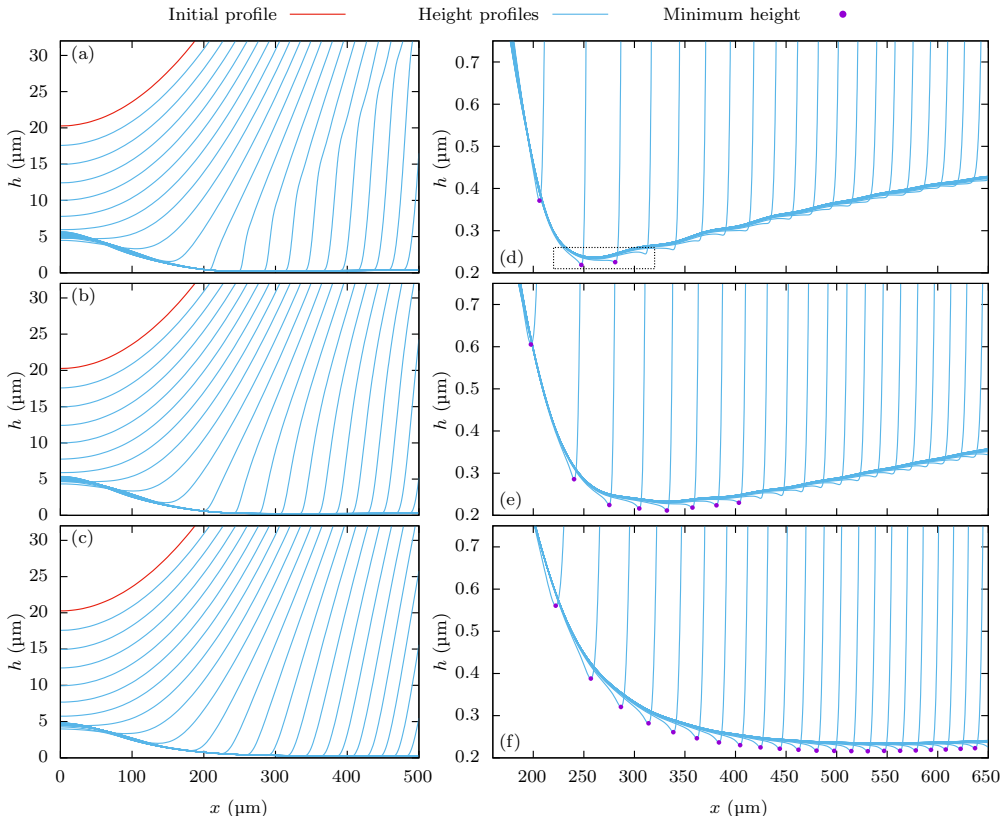 Initial profile Height profiles Minimum height
(a)
30
25
20
15
10
5
0
h (µm)
(d)
0.7
0.6
0.5
0.4
0.3
0.2
h (µm)
(b)
30
25
20
15
10
5
0
h (µm)
(e)
0.7
0.6
0.5
0.4
0.3
0.2
h (µm)
(c)
30
25
20
15
10
5
0
h (µm)
0 100 200 300 400 500
x (µm)
(f)
0.7
0.6
0.5
0.4
0.3
0.2
h (µm)
200 250 300 350 400 450 500 550 600 650
x (µm)